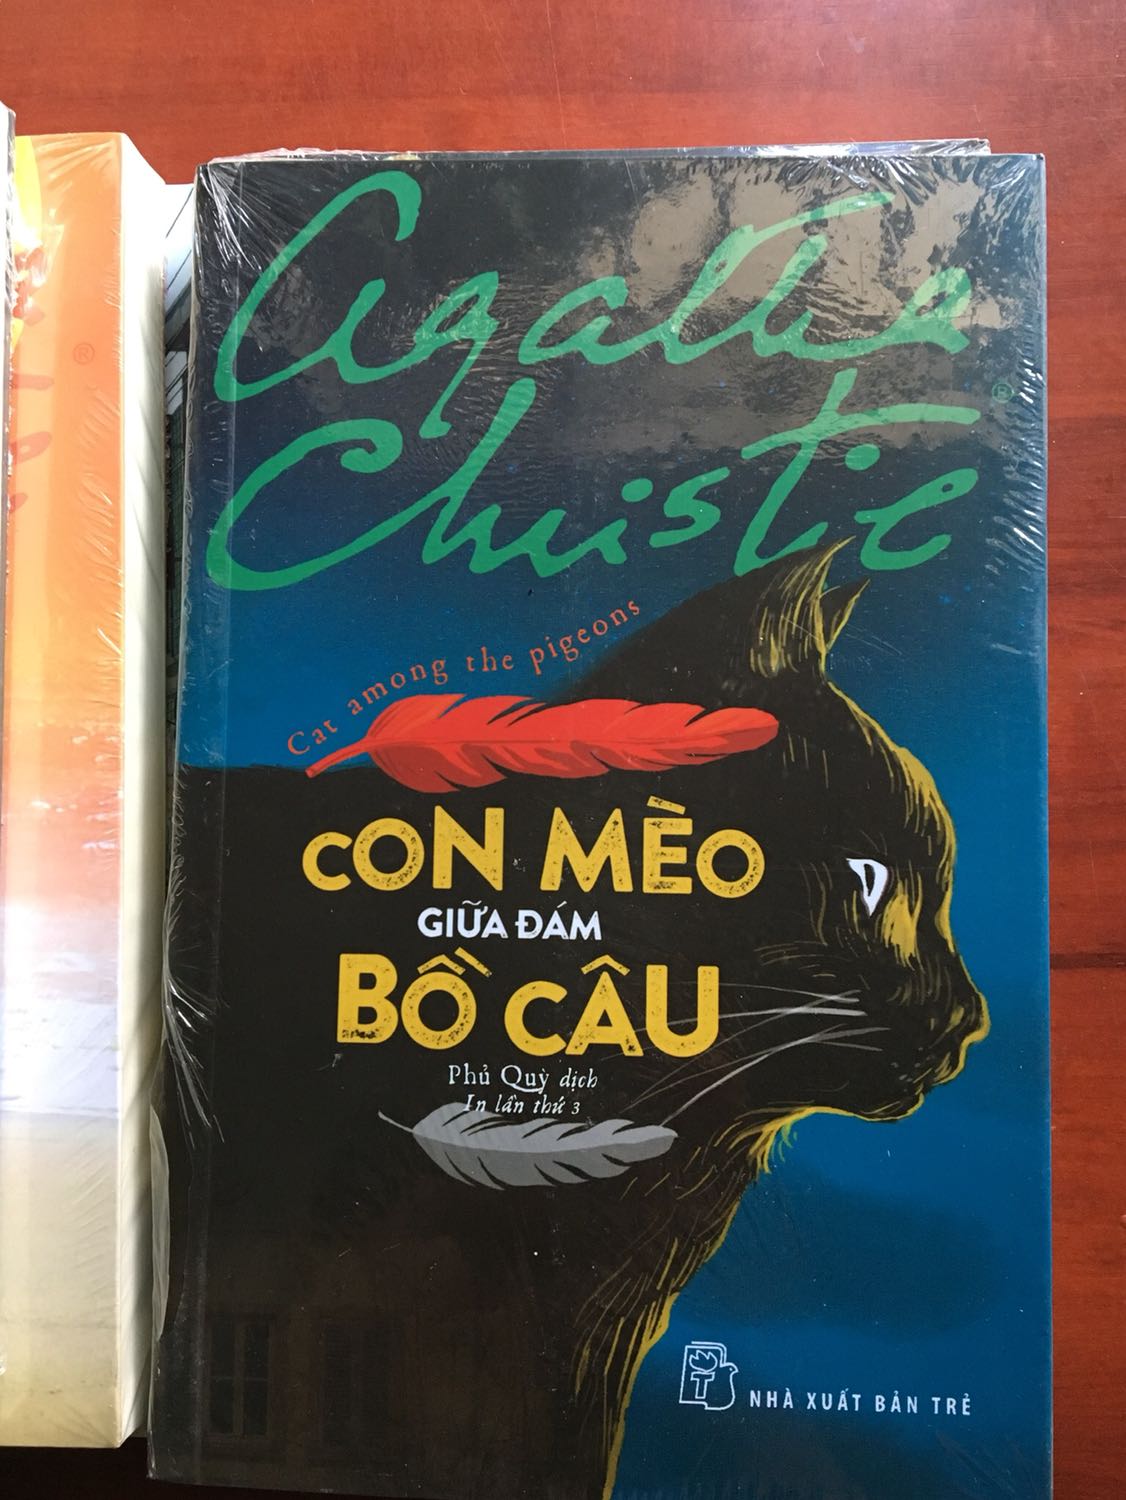 Agatha
Christie
®
Cat among the pigeons
CON MÈO
GIỮA ĐÁM
BỒ CÂU
Phủ Quỳ dịch
In lần thứ 3
T
NHÀ XUẤT BẢN TRẺ
®